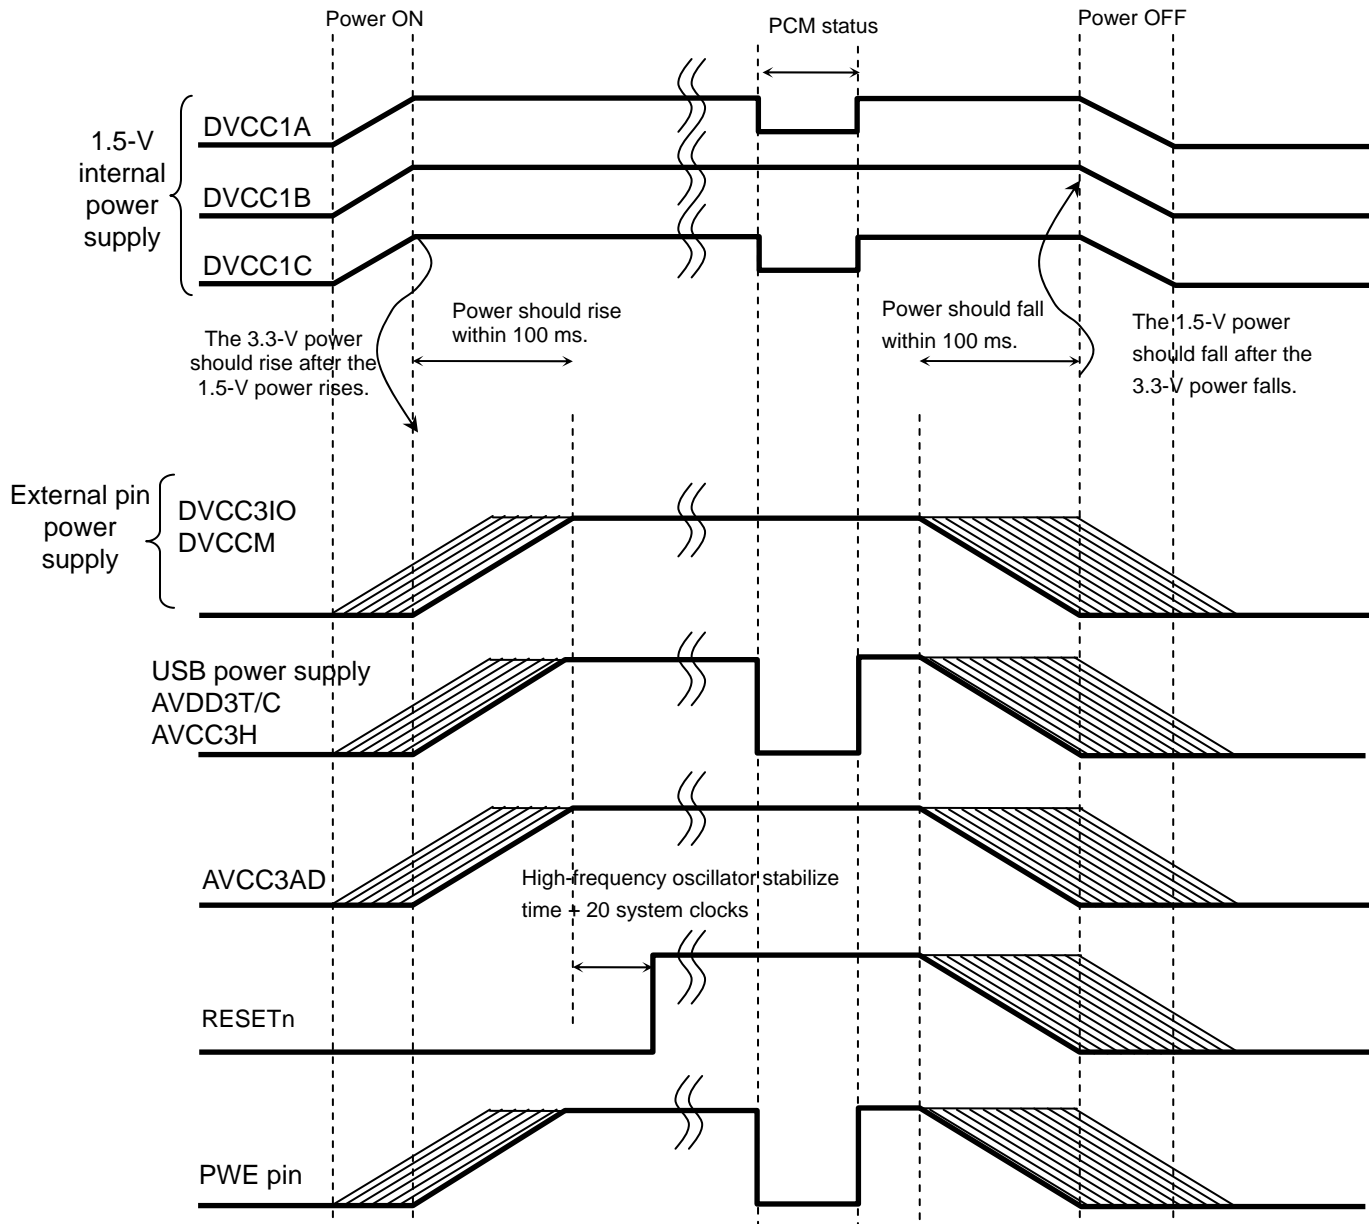 Power ON
PCM status
Power OFF
1.5-V
internal
power
supply
DVCC1A
DVCC1B
DVCC1C
The 3.3-V power
should rise after the
1.5-V power rises.
Power should rise
within 100 ms.
Power should fall
within 100 ms.
The 1.5-V power
should fall after the
3.3-V power falls.
External pin
power
supply
DVCC3IO
DVCCM
USB power supply
AVDD3T/C
AVCC3H
AVCC3AD
High-frequency oscillator stabilize
time + 20 system clocks
RESETn
PWE pin